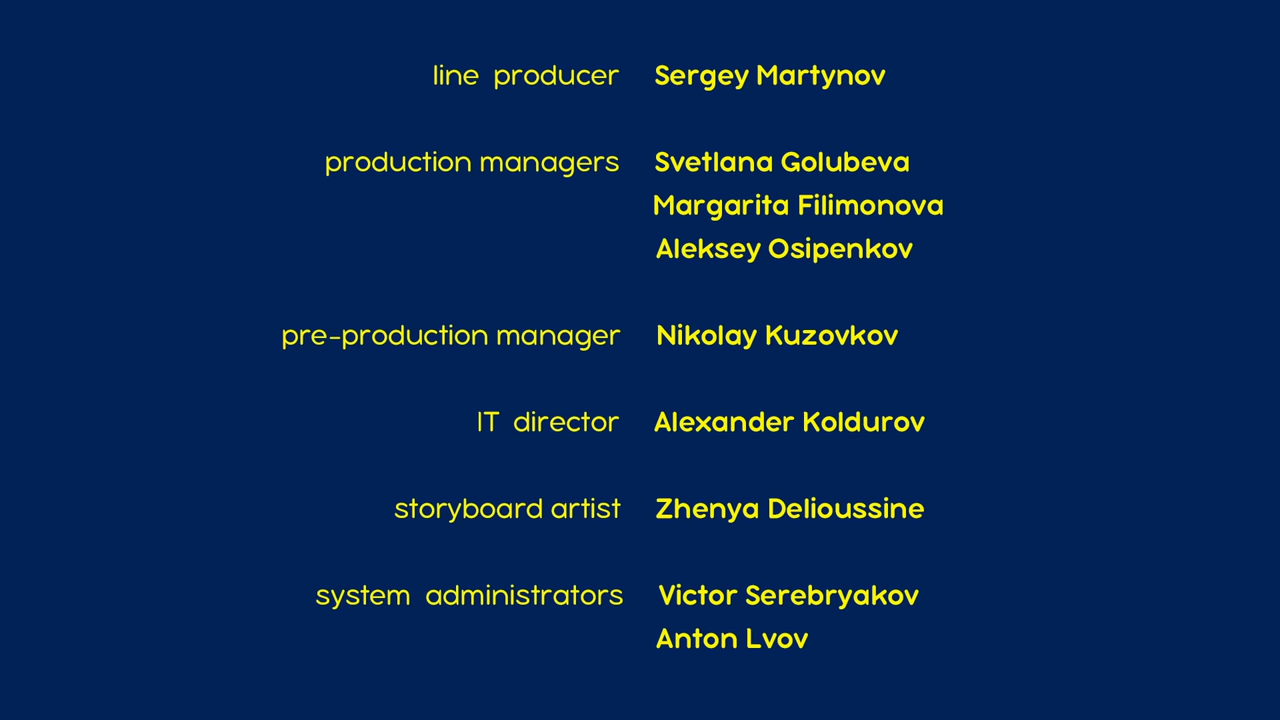 line producer Sergey Martynov
production managers Svetlana Golubeva
Margarita Filimonova
Aleksey Osipenkov
pre-production manager Nikolay Kuzovkov
IT director Alexander Koldurov
storyboard artist Zhenya Delioussine
system administrators Victor Serebryakov
Anton Lvov